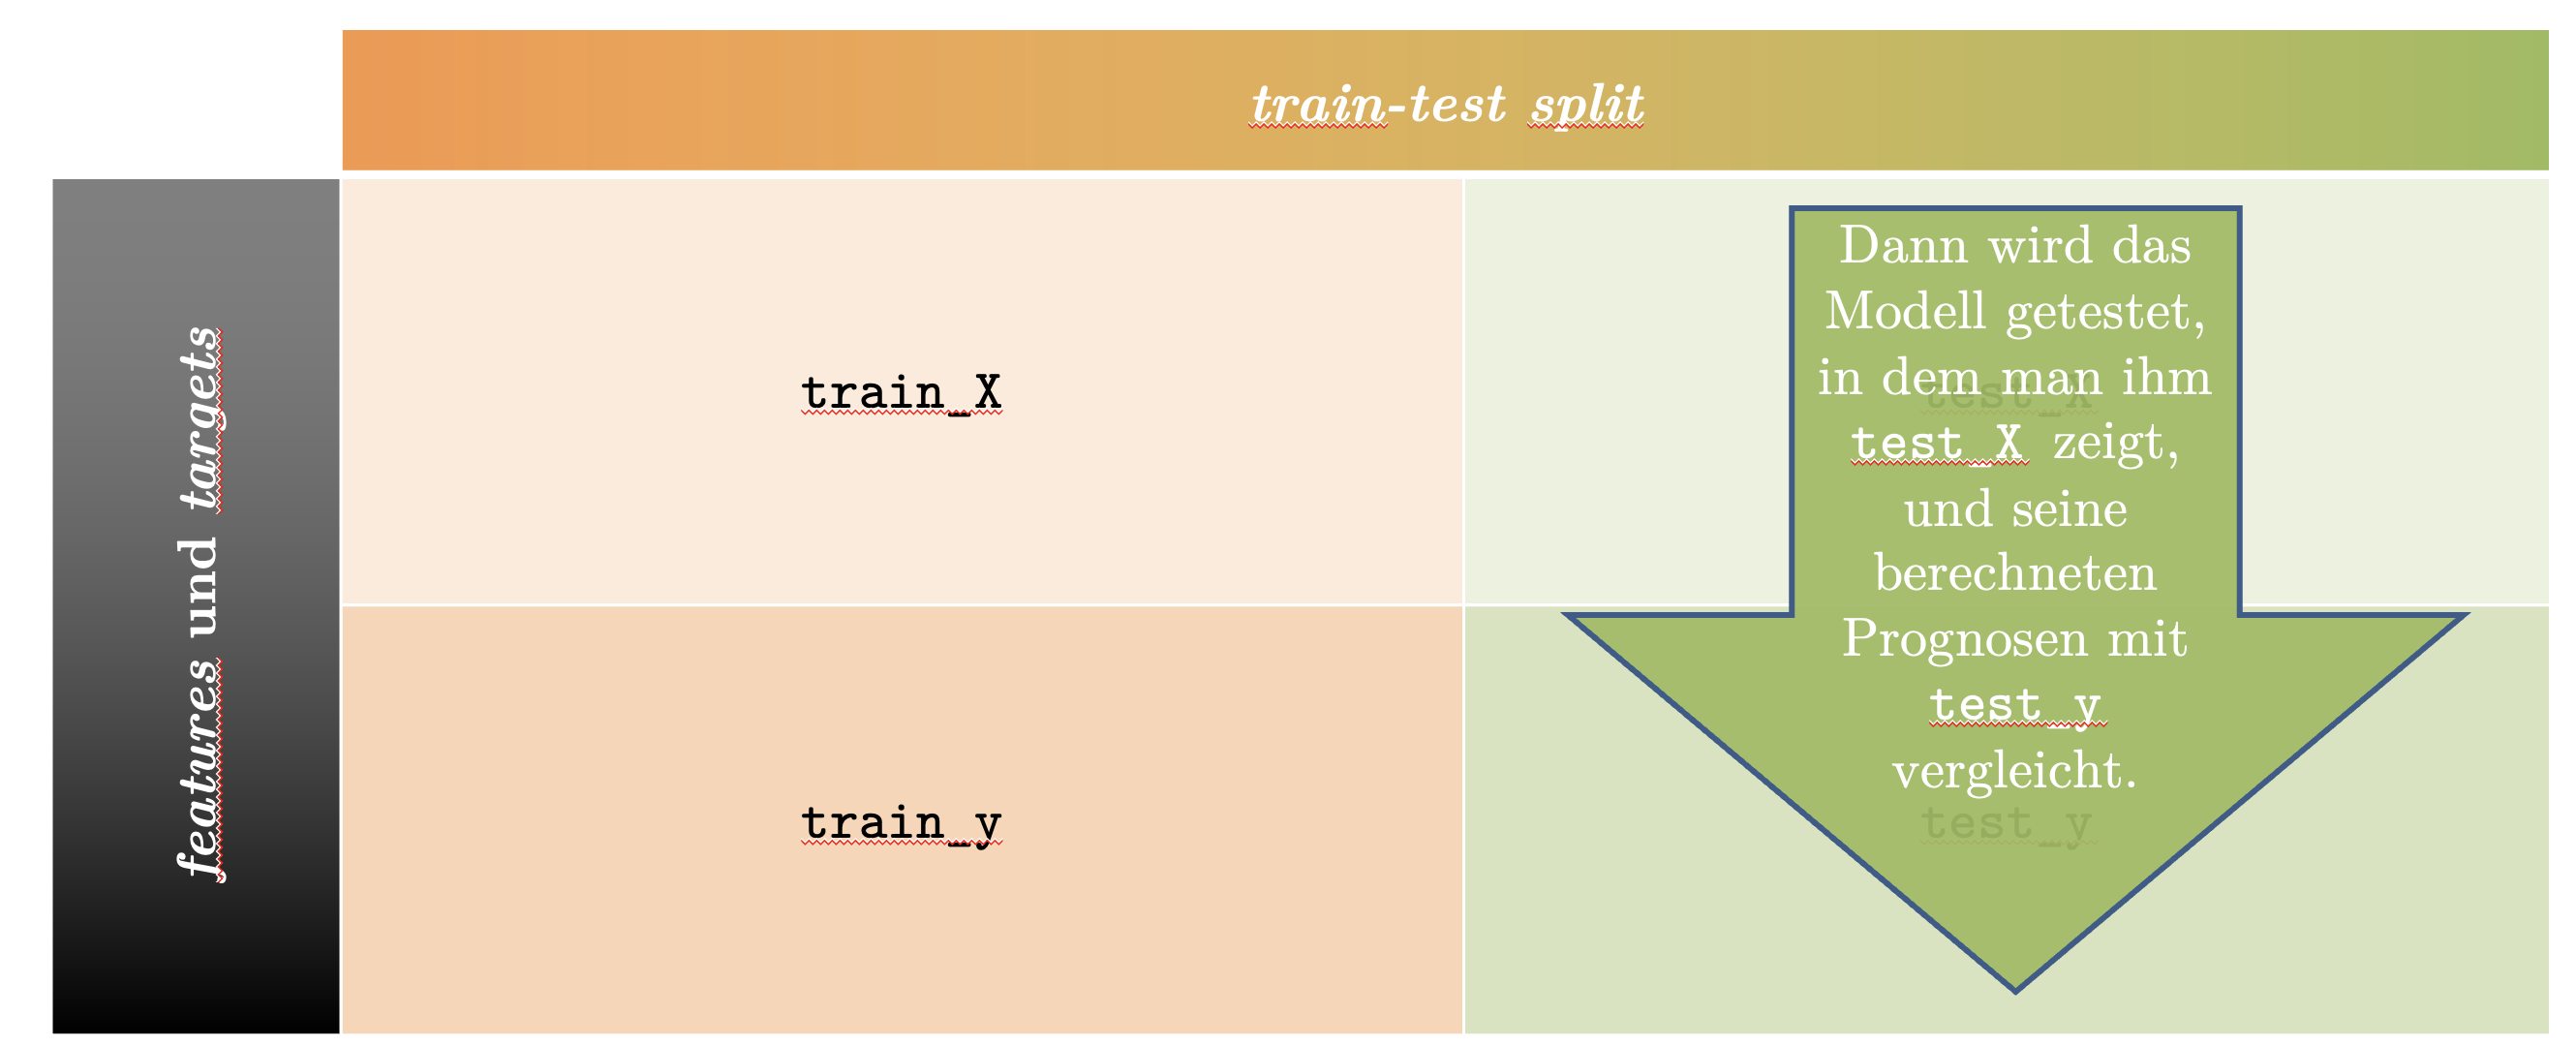 train-test split
features und targets
train_X
Dann wird das
Modell getestet,
in dem man ihm
test_X zeigt,
und seine
berechneten
Prognosen mit
test_y
vergleicht.
test_X
train_y
test_y